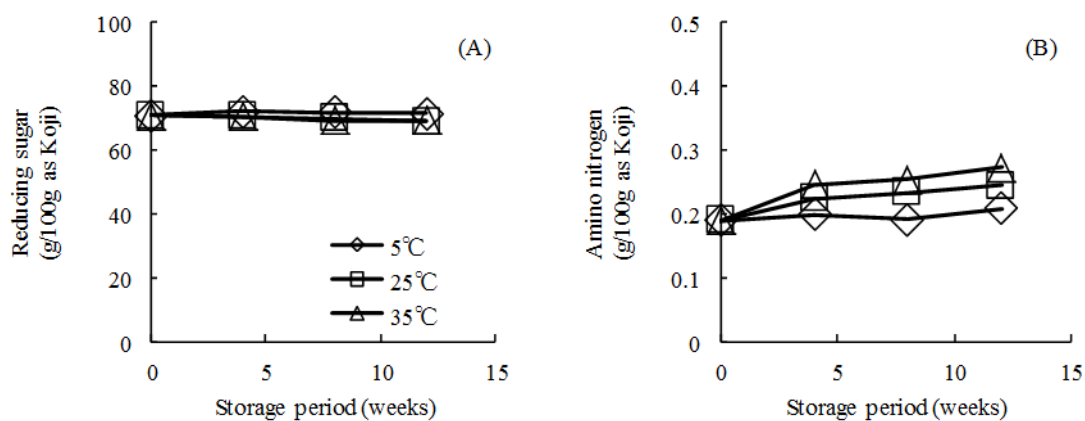 (A)
Reducing sugar
(g/100g as Koji)
100
80
60
40
20
0
5℃
25℃
35℃
0 5 10 15
Storage period (weeks)
(B)
Amino nitrogen
(g/100g as Koji)
0.5
0.4
0.3
0.2
0.1
0.0
0 5 10 15
Storage period (weeks)